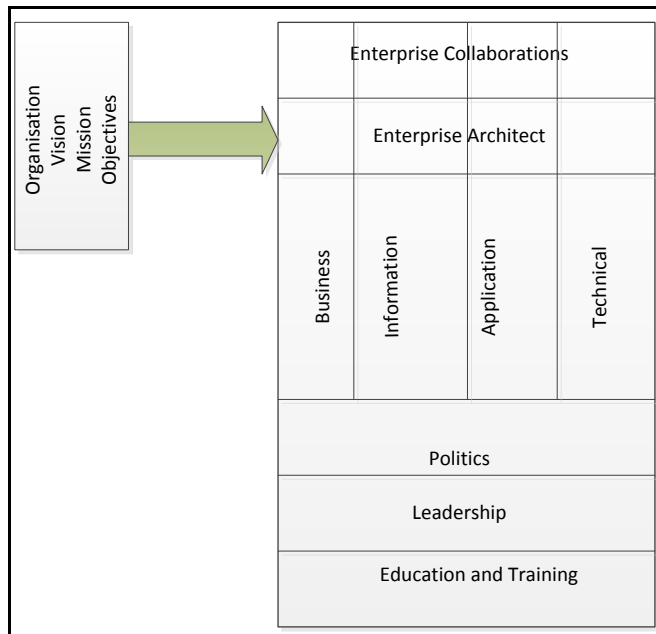 Organisation
Vision
Mission
Objectives
Enterprise Collaborations
Enterprise Architect
Business
Information
Application
Technical
Politics
Leadership
Education and Training